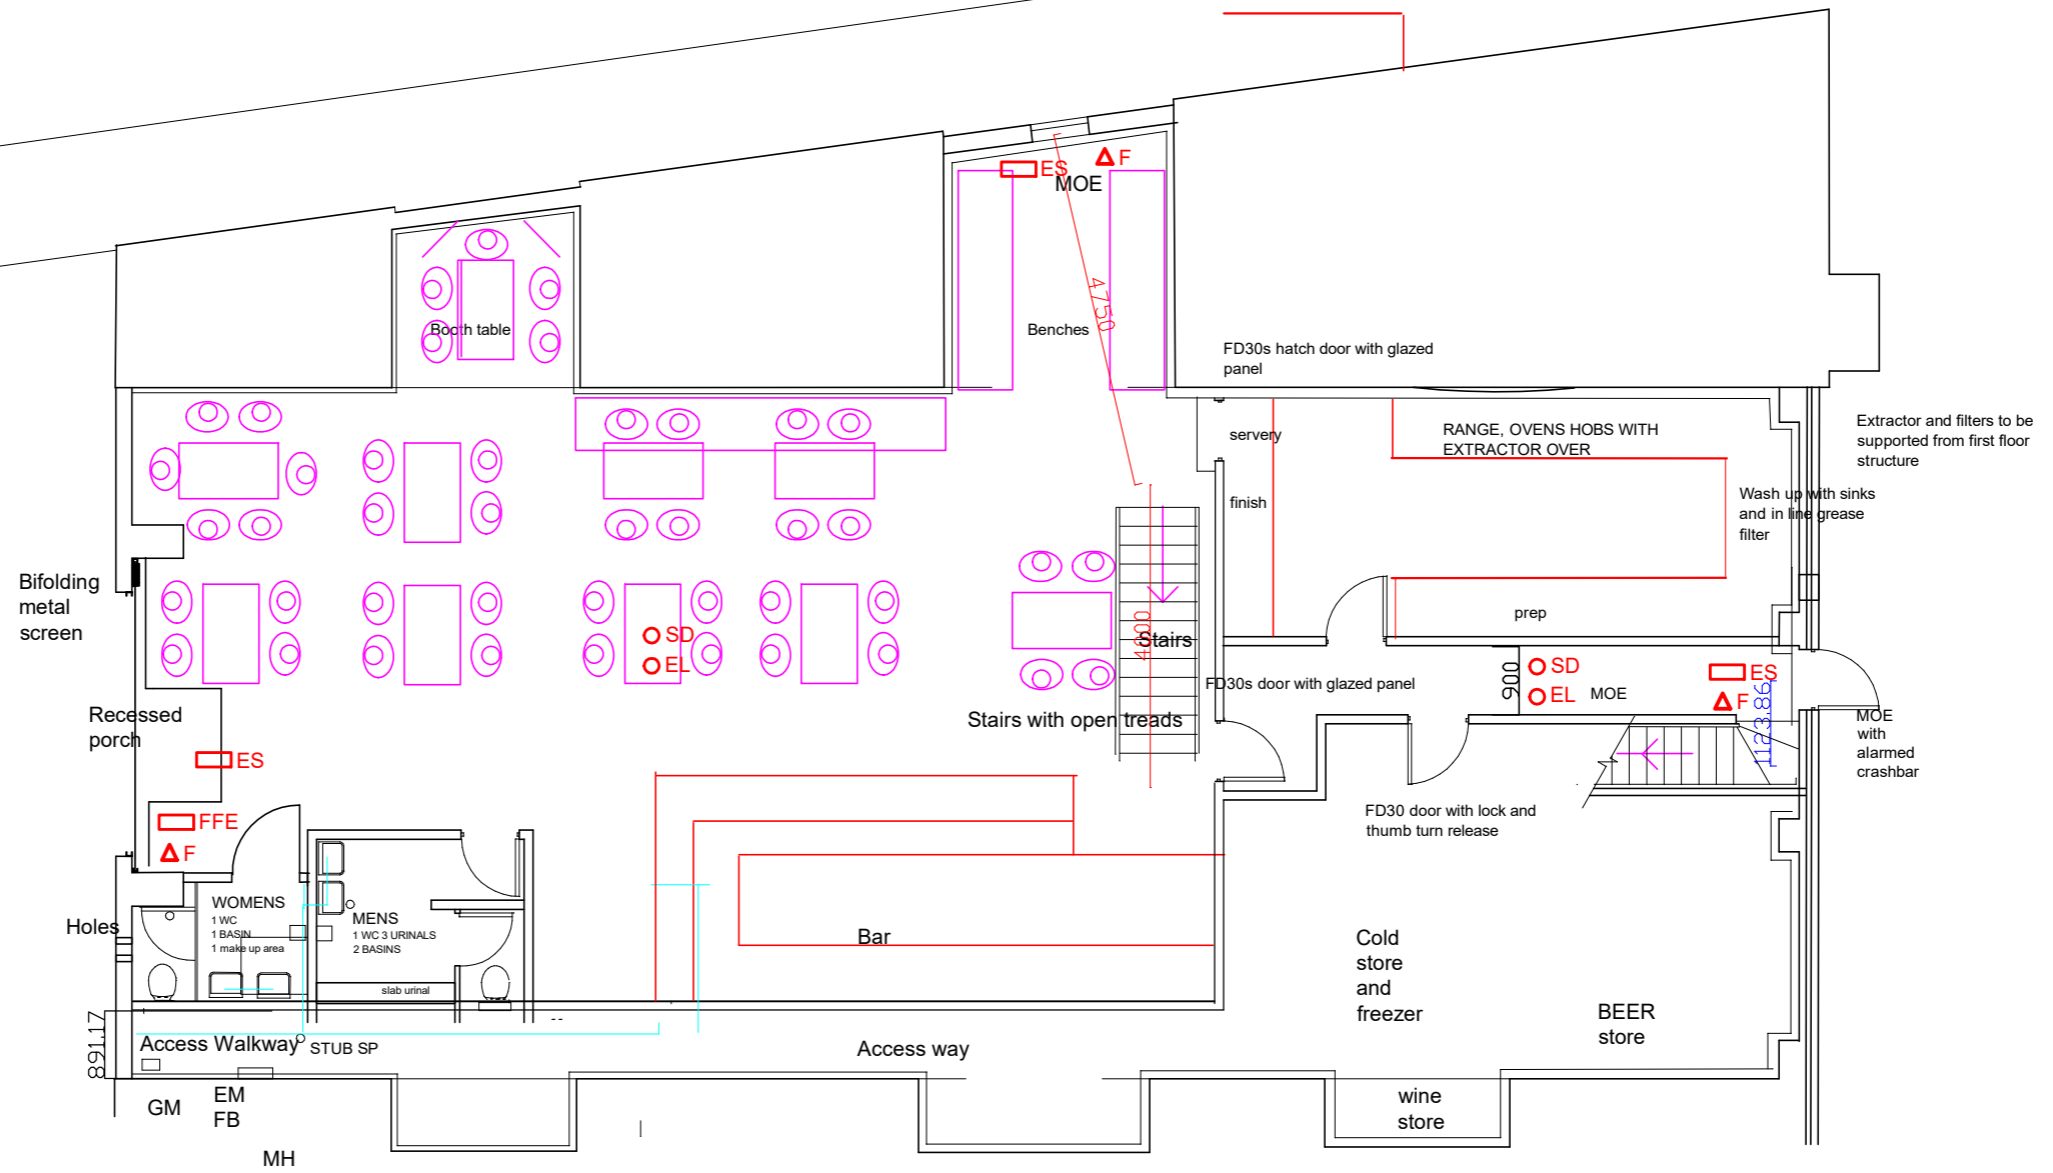 ES
F
MOE
4750
Booth table
Benches
FD30s hatch door with glazed
panel
servery
finish
RANGE, OVENS HOBS WITH
EXTRACTOR OVER
Extractor and filters to be
supported from first floor
structure
Wash up with sinks
and in line grease
filter
prep
Bifolding
metal
screen
SD
EL
4000
Stairs
FD30s door with glazed panel
900
SD
EL
MOE
ES
F
1123.86
Recessed
porch
Stairs with open treads
MOE
with
alarmed
crashbar
ES
FFE
F
FD30 door with lock and
thumb turn release
WOMENS
1 WC
1 BASIN
1 make up area
MENS
1 WC 3 URINALS
2 BASINS
Holes
Bar
Cold
store
and
freezer
slab urinal
BEER
store
891.17
Access Walkway
STUB SP
Access way
GM
EM
FB
wine
store
MH